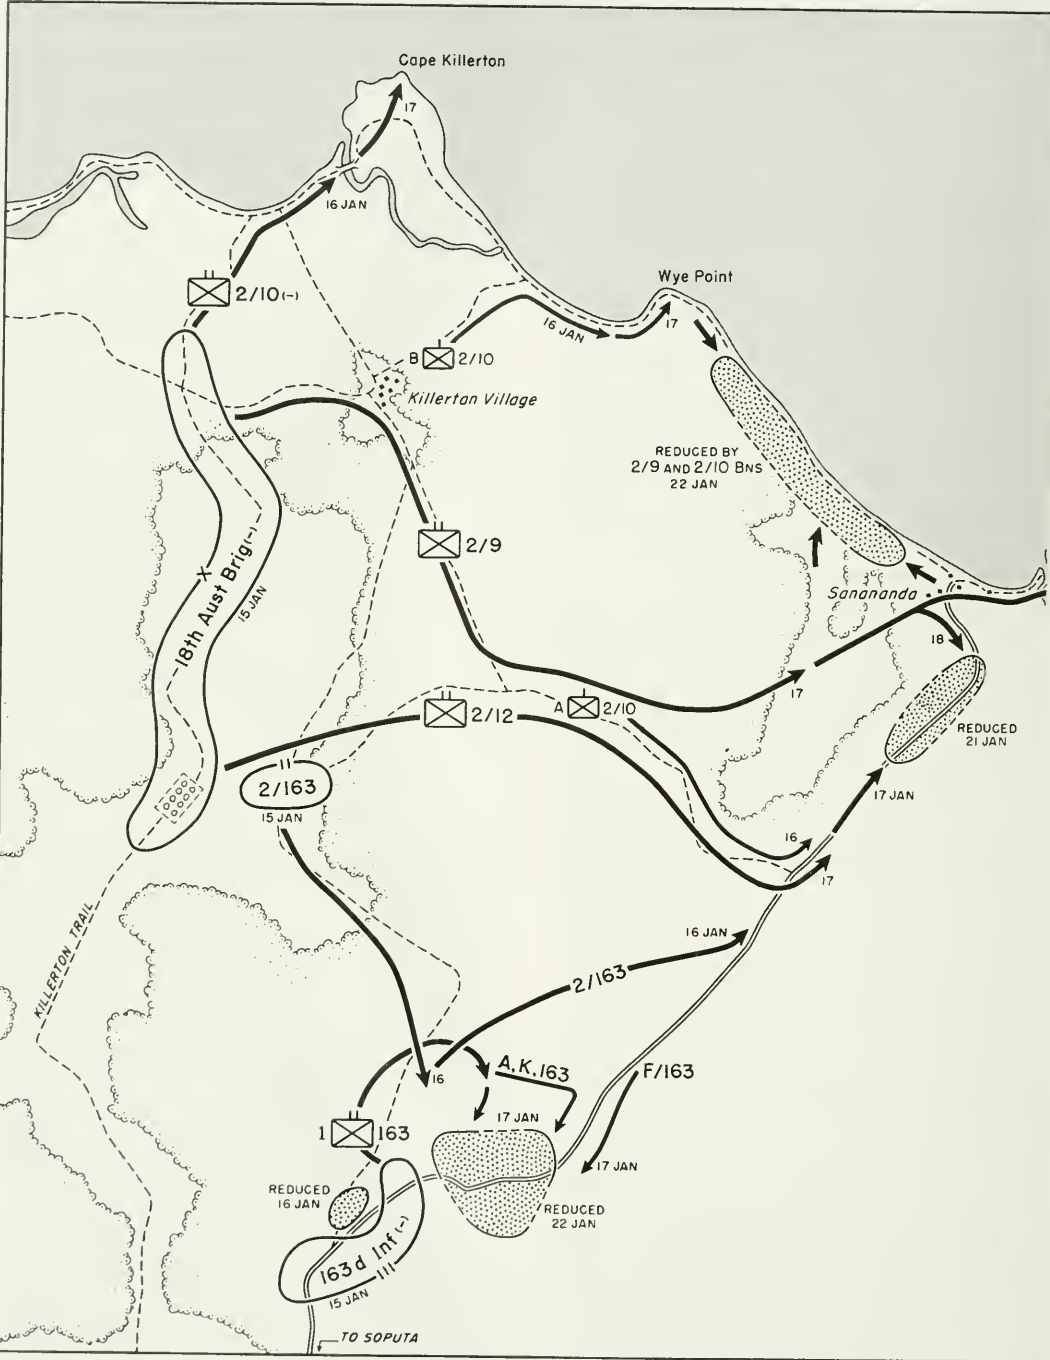 Cape Killerton
17
16 JAN
2/10(-)
Wye Point
17
16 JAN
B 2/10
Killerton Village
REDUCED BY
2/9 AND 2/10 BNS
22 JAN
2/9
18th Aust Brig(-)
15 JAN
Sanananda
18
17
A 2/10
2/12
REDUCED
21 JAN
2/163
15 JAN
17 JAN
16
17
KILLERTON TRAIL
16 JAN
2/163
16
A, K, 163
F/163
17 JAN
1 163
17 JAN
REDUCED
16 JAN
REDUCED
22 JAN
163d Inf(-)
15 JAN
TO SOPUTA